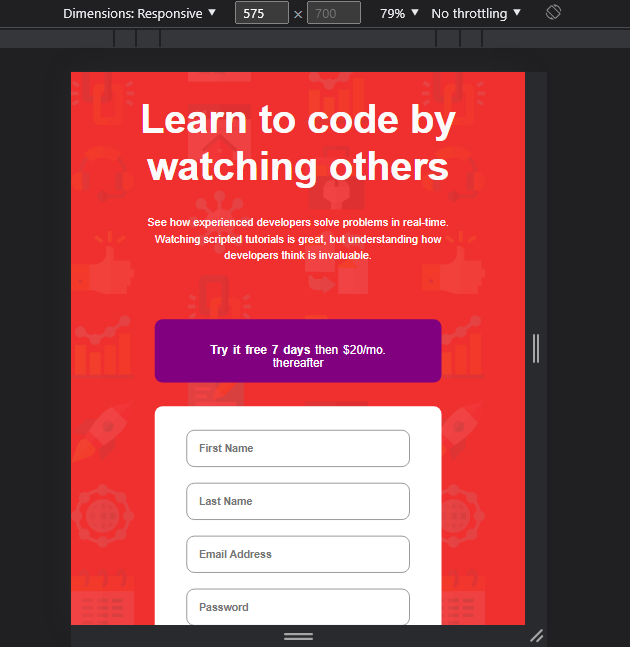 Dimensions: Responsive ▼ 575 × 700 79% ▼ No throttling ▼
Learn to code by
watching others
See how experienced developers solve problems in real-time.
Watching scripted tutorials is great, but understanding how
developers think is invaluable.
Try it free 7 days then $20/mo.
thereafter
First Name
Last Name
Email Address
Password